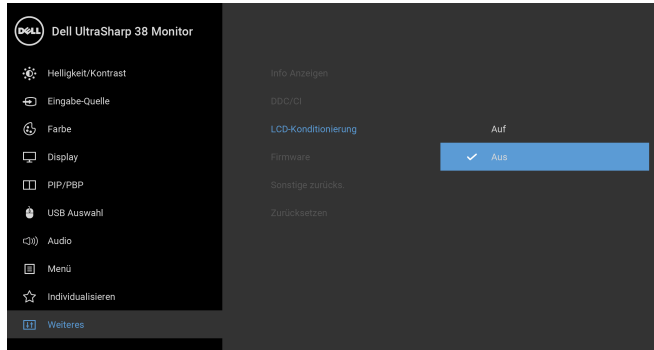 DELL Dell UltraSharp 38 Monitor
Helligkeit/Kontrast
Eingabe-Quelle
Farbe
Display
PIP/PBP
USB Auswahl
Audio
Menü
Individualisieren
Weiteres
Info Anzeigen
DDC/CI
LCD-Konditionierung
Firmware
Sonstige zurücks.
Zurücksetzen
Auf
Aus